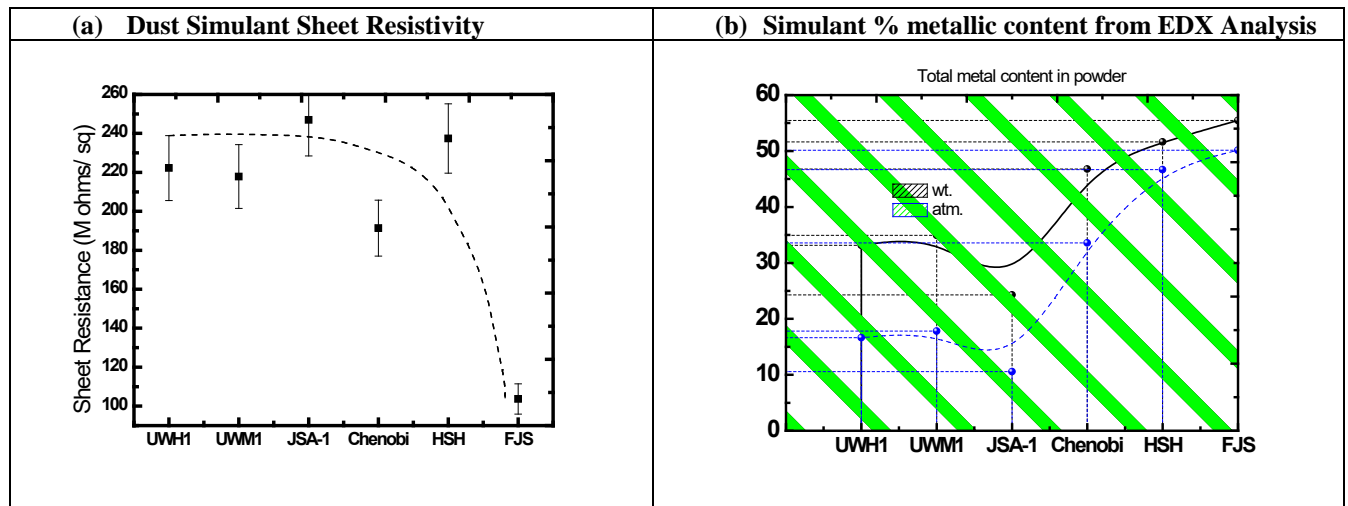 (a) Dust Simulant Sheet Resistivity
(b) Simulant % metallic content from EDX Analysis
Sheet Resistance (M ohms/ sq)
260
240
220
200
180
160
140
120
100
UWH1 UWM1 JSA-1 Chenobi HSH FJS
Total metal content in powder
60
50
40
30
20
10
0
wt.
atm.
UWH1 UWM1 JSA-1 Chenobi HSH FJS